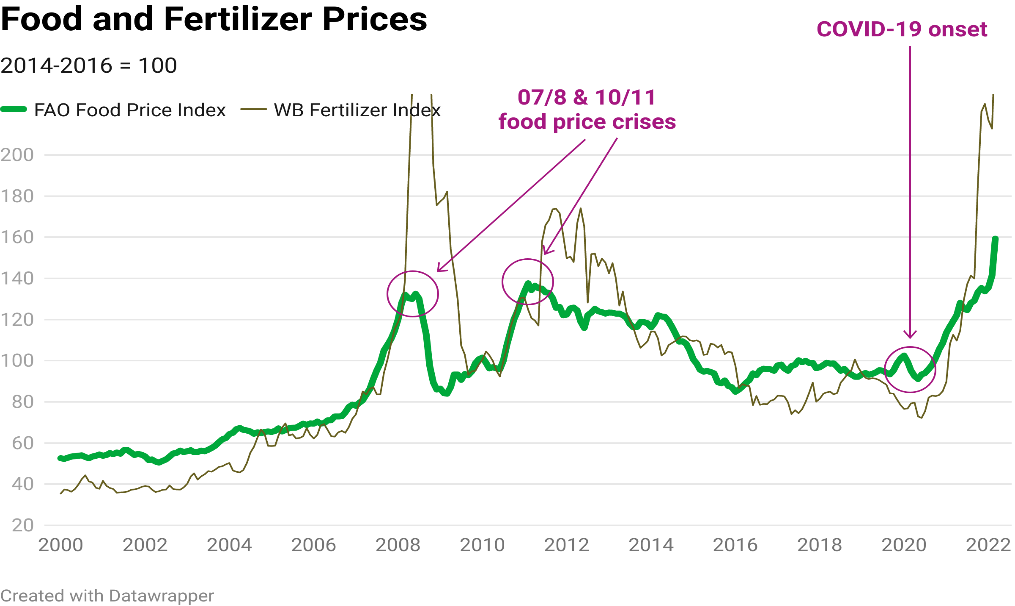 Food and Fertilizer Prices
COVID-19 onset
2014-2016 = 100
07/8 & 10/11
food price crises
FAO Food Price Index
WB Fertilizer Index
200
180
160
140
120
100
80
60
40
20
2000 2002 2004 2006 2008 2010 2012 2014 2016 2018 2020 2022
Created with Datawrapper